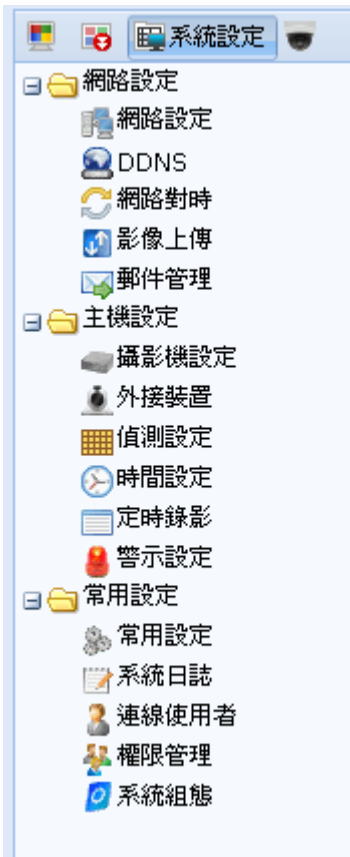 系統設定
網路設定
網路設定
DDNS
網路對時
影像上傳
郵件管理
主機設定
攝影機設定
外接裝置
偵測設定
時間設定
定時錄影
警示設定
常用設定
常用設定
系統日誌
連線使用者
權限管理
系統組態